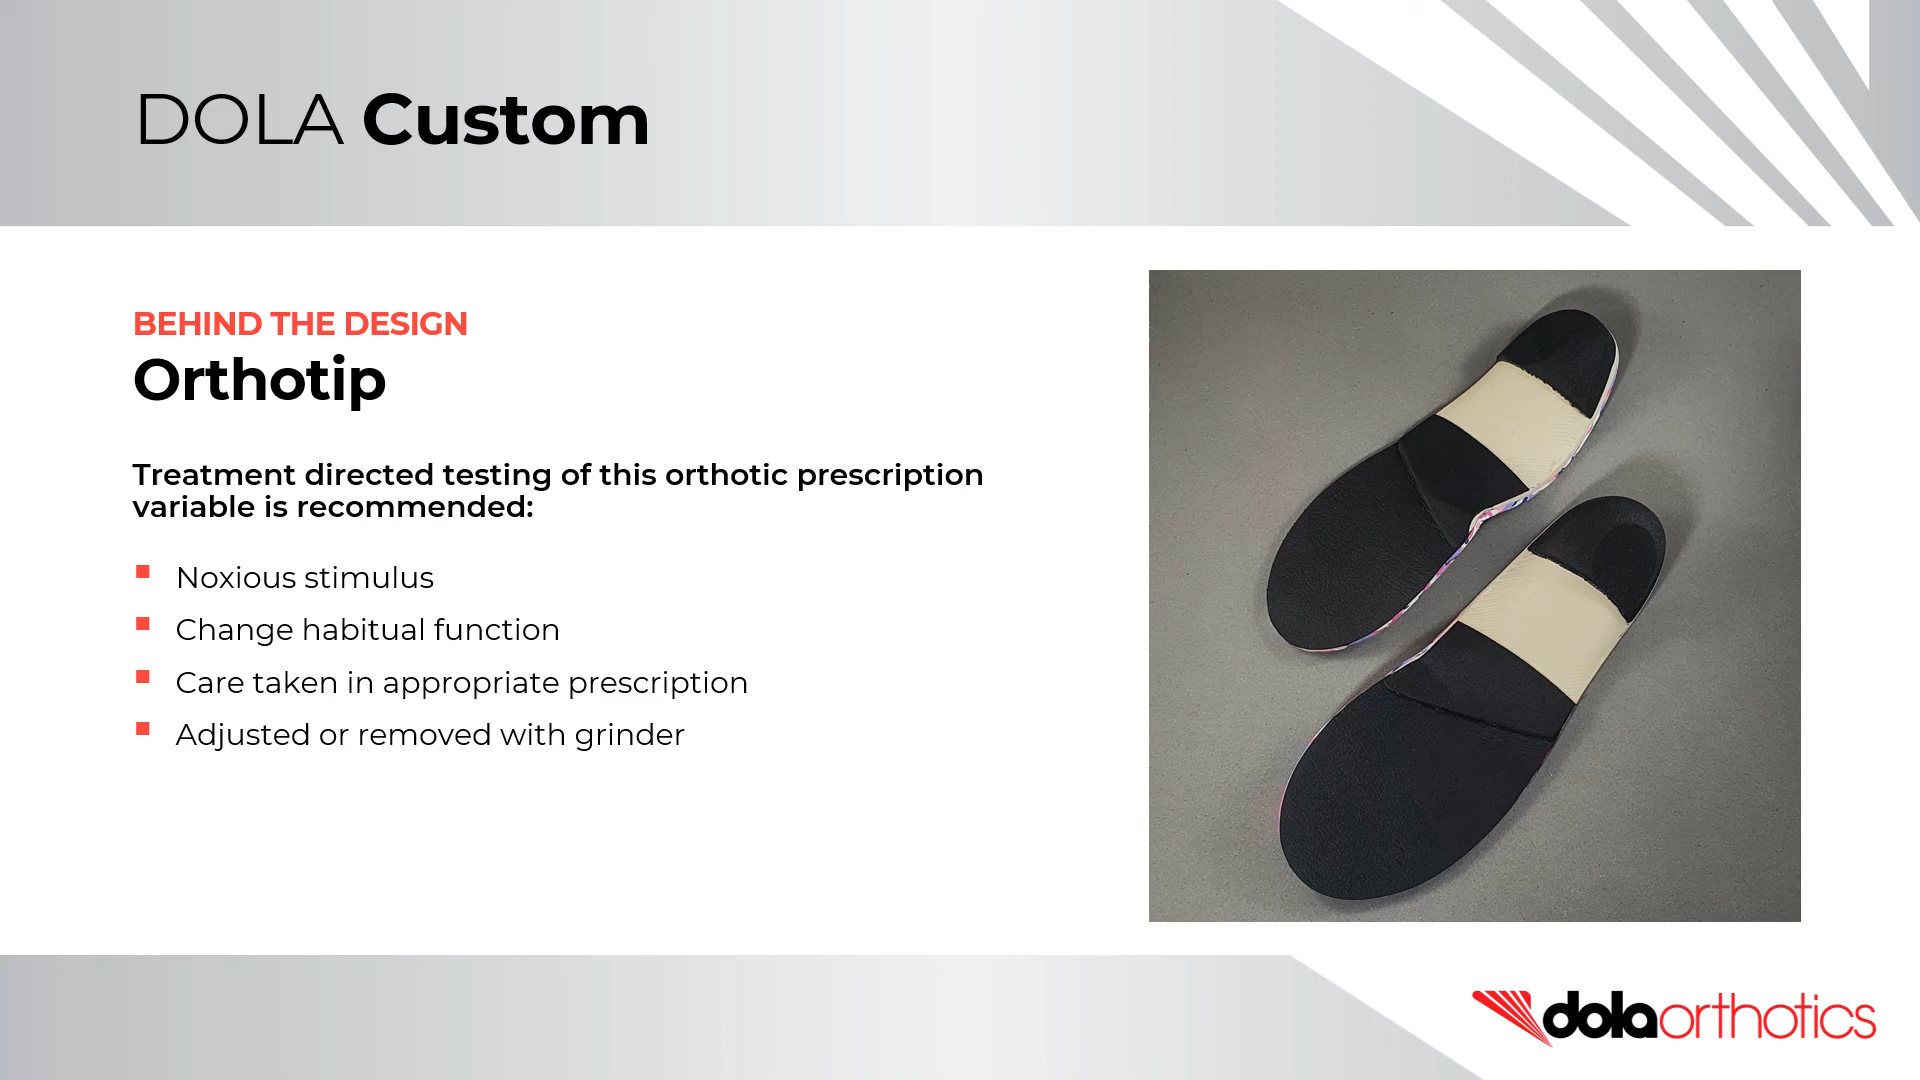 DOLA Custom
BEHIND THE DESIGN
Orthotip
Treatment directed testing of this orthotic prescription
variable is recommended:
Noxious stimulus
Change habitual function
Care taken in appropriate prescription
Adjusted or removed with grinder
dolaorthotics